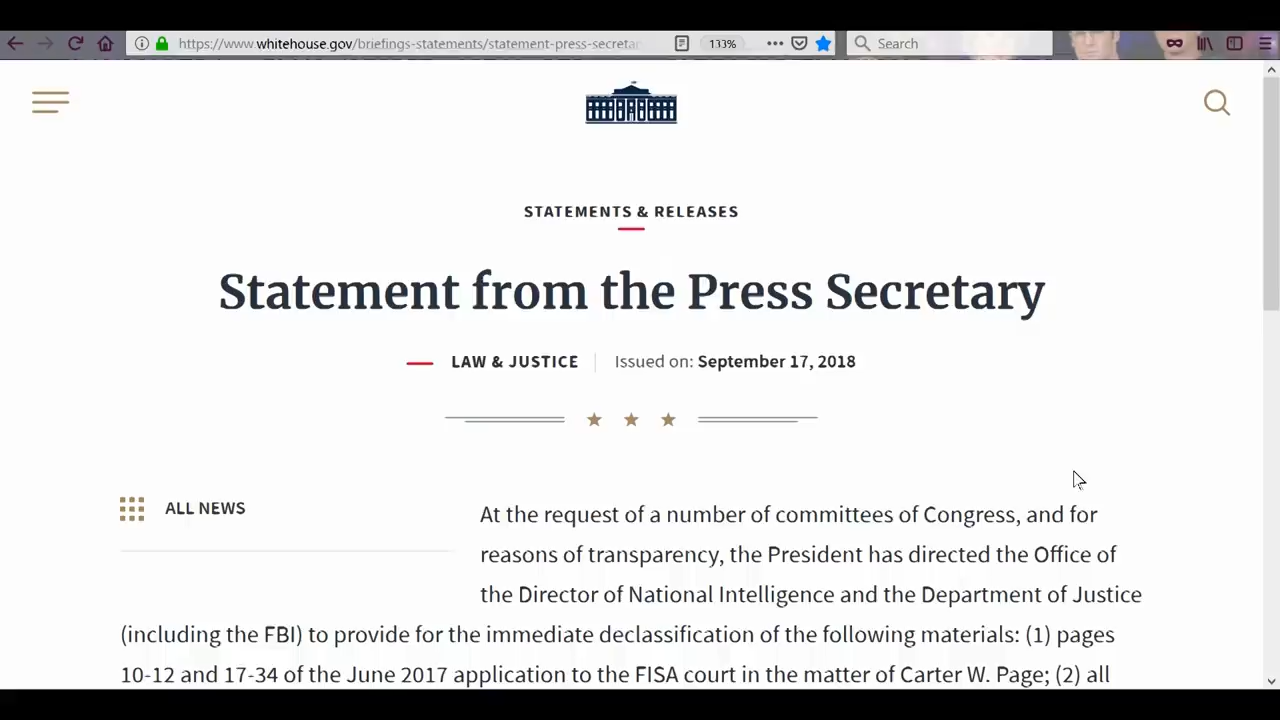 https://www.whitehouse.gov/briefings-statements/statement-press-secretar
133%
Search
STATEMENTS & RELEASES
Statement from the Press Secretary
LAW & JUSTICE
Issued on: September 17, 2018
ALL NEWS
At the request of a number of committees of Congress, and for
reasons of transparency, the President has directed the Office of
the Director of National Intelligence and the Department of Justice
(including the FBI) to provide for the immediate declassification of the following materials: (1) pages
10-12 and 17-34 of the June 2017 application to the FISA court in the matter of Carter W. Page; (2) all